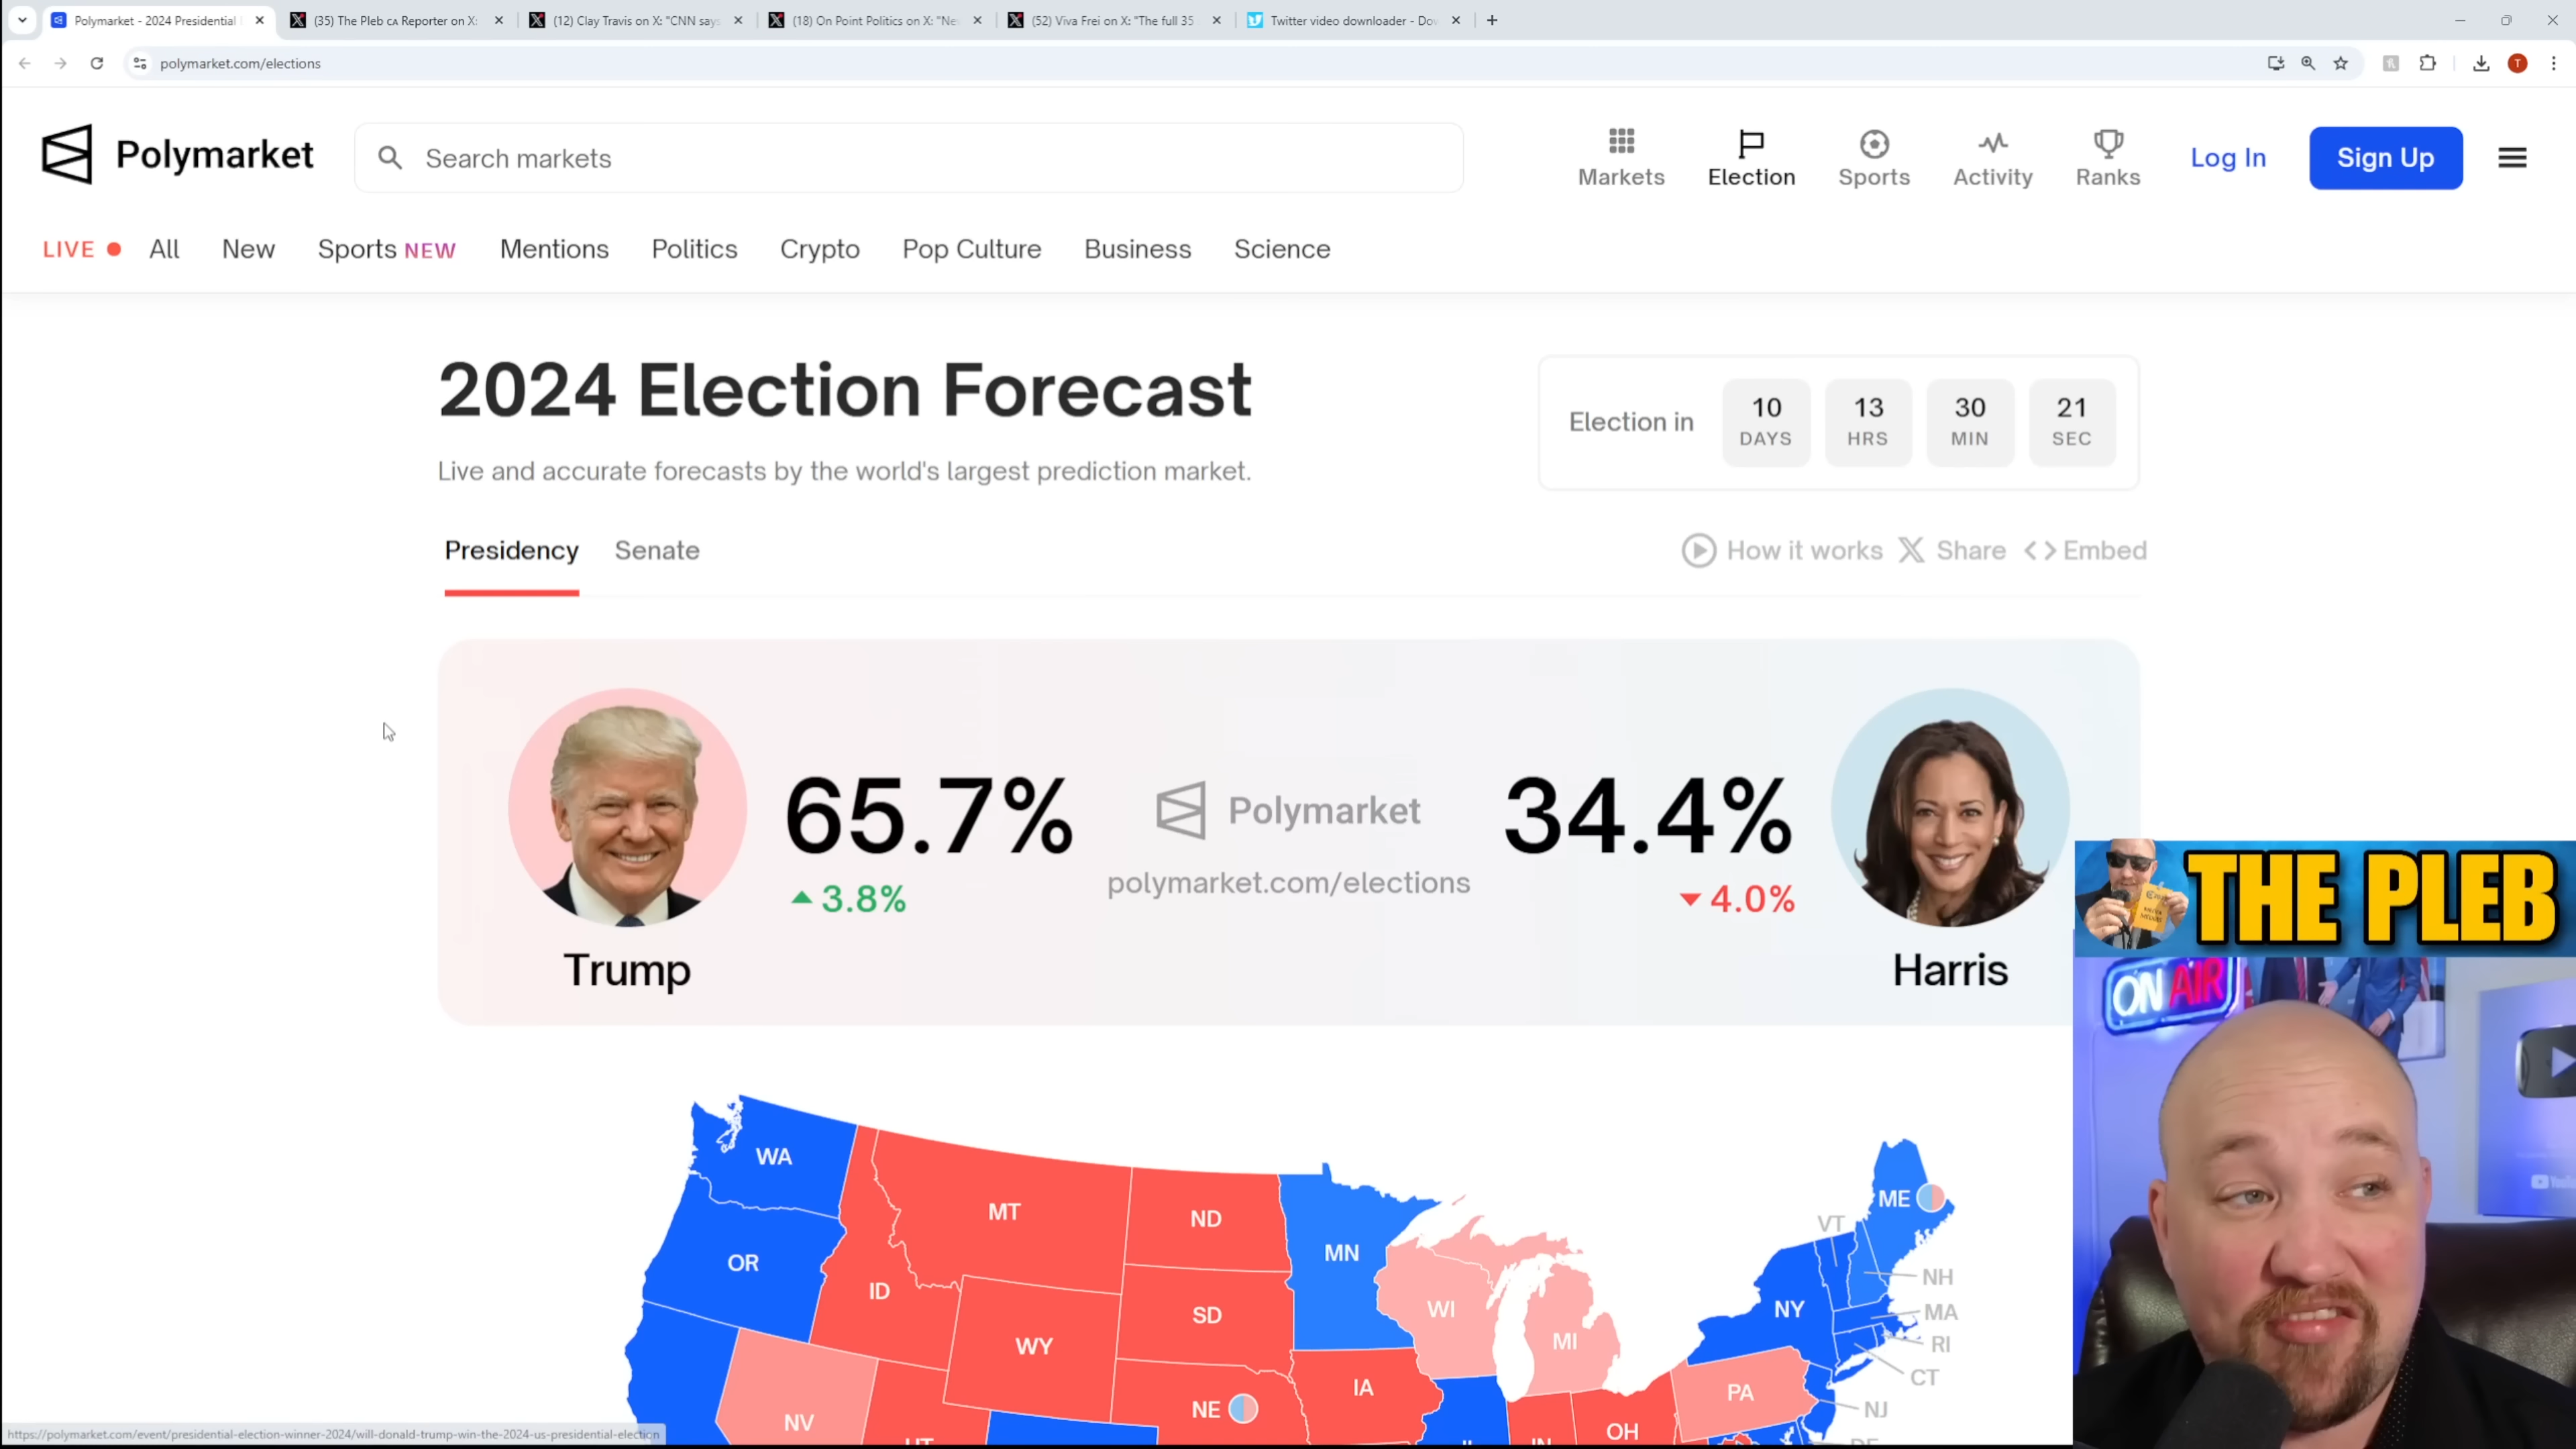 Polymarket - 2024 Presidential
(35) The Pleb ᴄᴀ Reporter on X:
(12) Clay Travis on X: "CNN say
(18) On Point Politics on X: "Ne
(52) Viva Frei on X: "The full 35
Twitter video downloader - Do
polymarket.com/elections
T
Polymarket
Search markets
Markets
Election
Sports
Activity
Ranks
Log In
Sign Up
LIVE
All
New
Sports NEW
Mentions
Politics
Crypto
Pop Culture
Business
Science
2024 Election Forecast
Live and accurate forecasts by the world's largest prediction market.
Election in
10 DAYS
13 HRS
30 MIN
21 SEC
Presidency
Senate
How it works
Share
Embed
65.7%
3.8%
Trump
Polymarket
polymarket.com/elections
34.4%
4.0%
Harris
THE PLEB
ON AIR
WA
MT
ND
MN
ME
VT
OR
ID
SD
WI
NH
NY
MA
WY
MI
RI
CT
IA
PA
NE
NJ
NV
OH
https://polymarket.com/event/presidential-election-winner-2024/will-donald-trump-win-the-2024-us-presidential-election